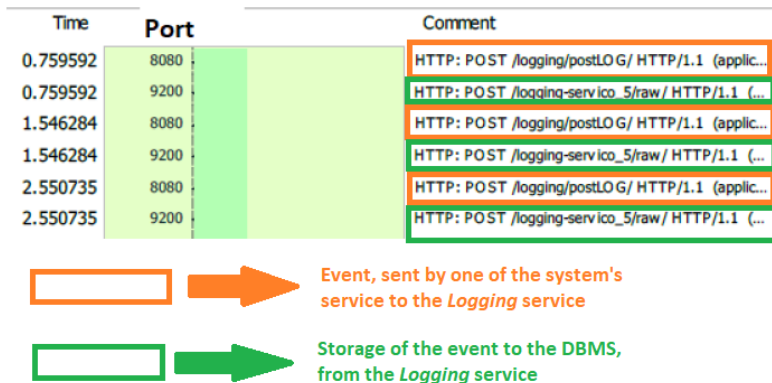 Time Port Comment
0.759592 8080 HTTP: POST /logging/postLOG/ HTTP/1.1 (applic...
0.759592 9200 HTTP: POST /logging-servico_5/raw/ HTTP/1.1 (...
1.546284 8080 HTTP: POST /logging/postLOG/ HTTP/1.1 (applic...
1.546284 9200 HTTP: POST /logging-servico_5/raw/ HTTP/1.1 (...
2.550735 8080 HTTP: POST /logging/postLOG/ HTTP/1.1 (applic...
2.550735 9200 HTTP: POST /logging-servico_5/raw/ HTTP/1.1 (...
Event, sent by one of the system's
service to the Logging service
Storage of the event to the DBMS,
from the Logging service